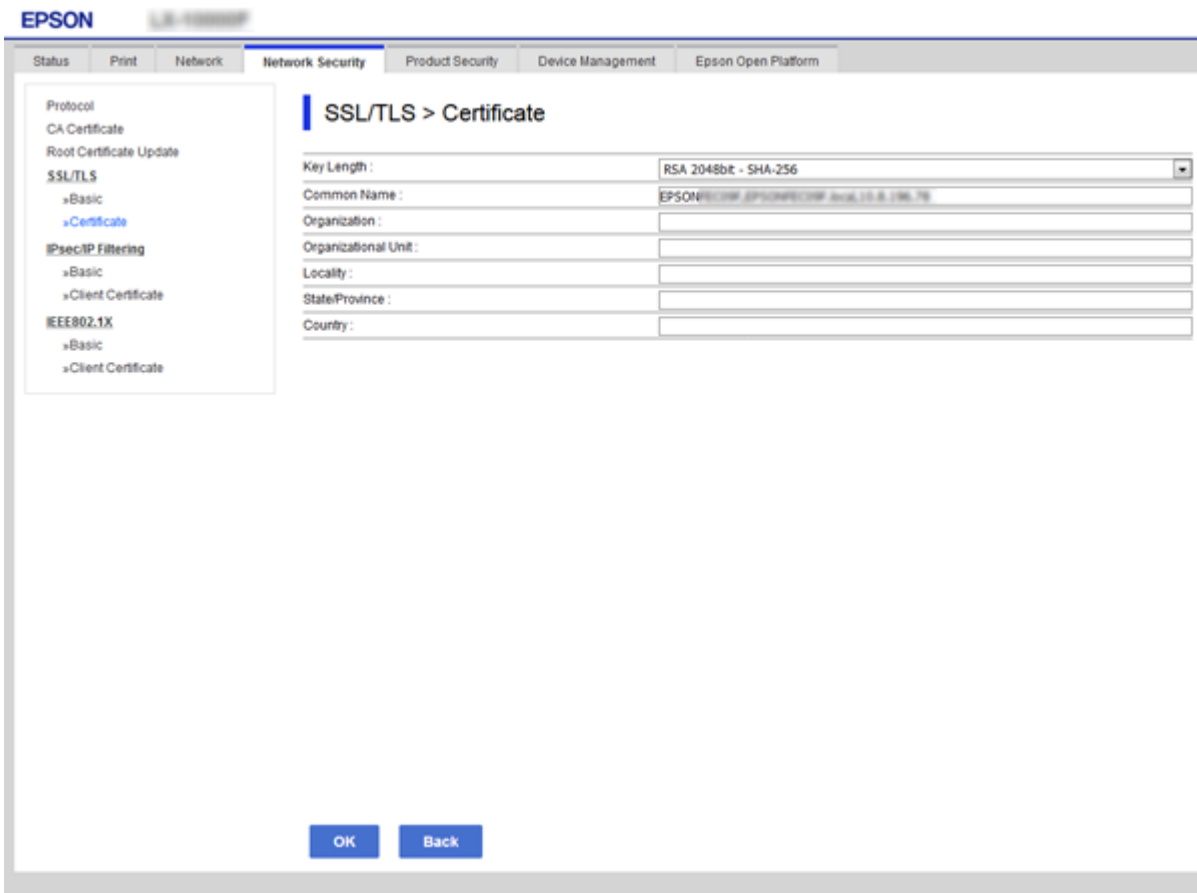 EPSON
Status Print Network Network Security Product Security Device Management Epson Open Platform
Protocol
CA Certificate
Root Certificate Update
SSL/TLS
»Basic
»Certificate
IPsec/IP Filtering
»Basic
»Client Certificate
IEEE802.1X
»Basic
»Client Certificate
SSL/TLS > Certificate
Key Length : RSA 2048bit - SHA-256
Common Name : EPSON
Organization :
Organizational Unit :
Locality :
State/Province :
Country :
OK Back